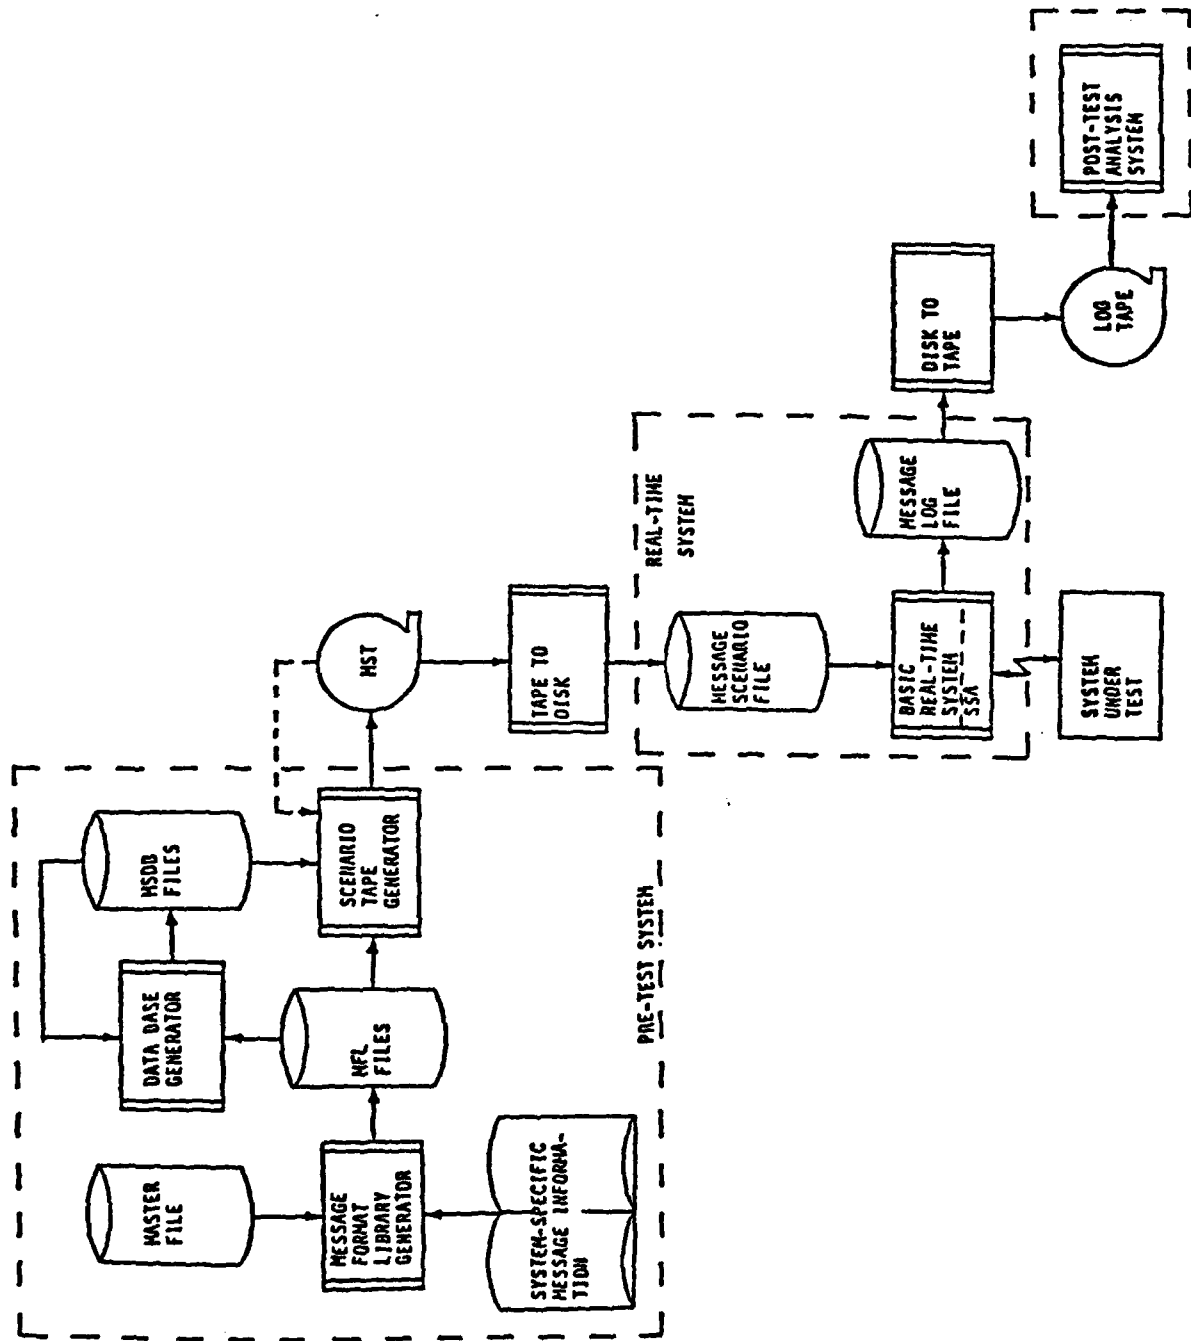 MASTER
FILE
DATA BASE
GENERATOR
MSDB
FILES
MESSAGE
FORMAT
LIBRARY
GENERATOR
MFL
FILES
SCENARIO
TAPE
GENERATOR
MST
SYSTEM-SPECIFIC
MESSAGE INFORMA-
TION
PRE-TEST SYSTEM
TAPE TO
DISK
REAL-TIME
SYSTEM
MESSAGE
SCENARIO
FILE
BASIC
REAL-TIME
SYSTEM
SSA
MESSAGE
LOG
FILE
DISK TO
TAPE
SYSTEM
UNDER
TEST
LOG
TAPE
POST-TEST
ANALYSIS
SYSTEM